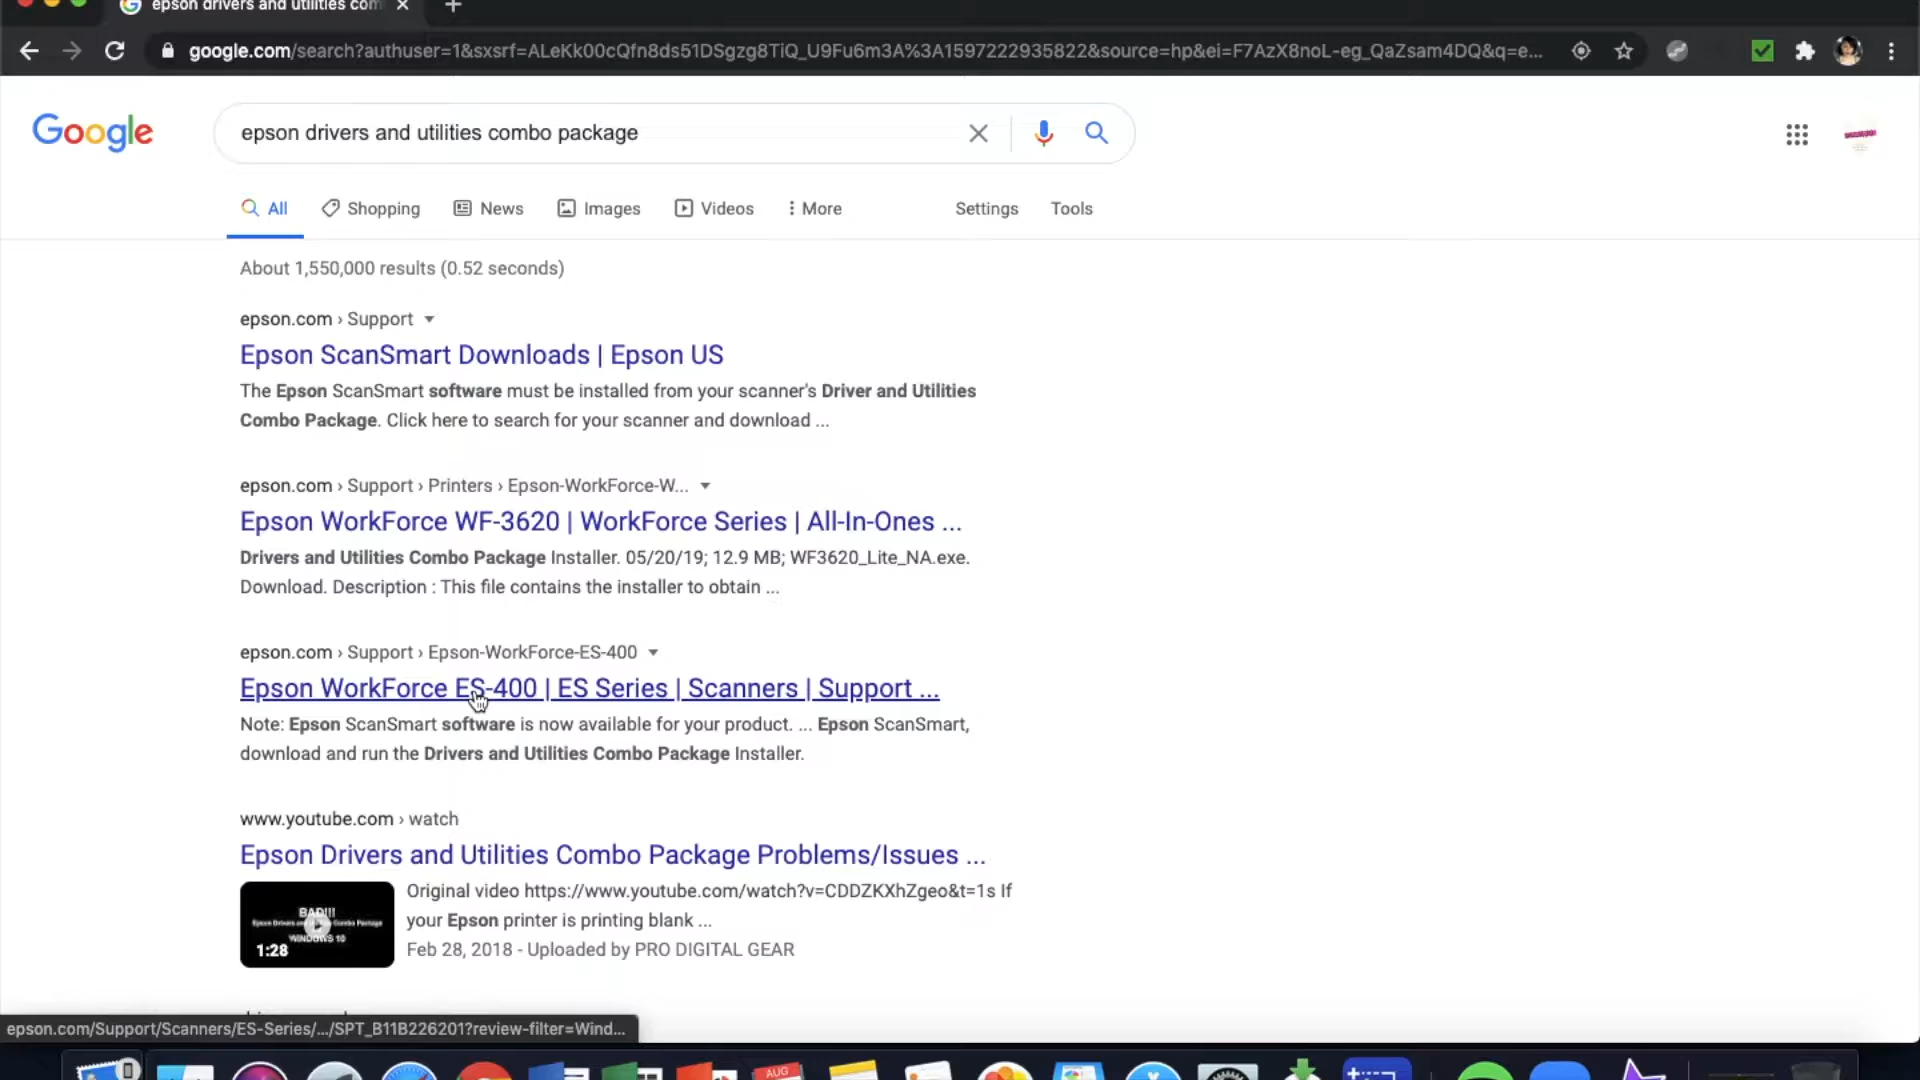 epson drivers and utilities com
google.com/search?authuser=1&sxsrf=ALeKk00cQfn8ds51DSgzg8TiQ_U9Fu6m3A%3A1597222935822&source=hp&ei=F7AzX8noL-eg_QaZsam4DQ&q=e...
Google
epson drivers and utilities combo package
All Shopping News Images Videos More Settings Tools
About 1,550,000 results (0.52 seconds)
epson.com › Support
Epson ScanSmart Downloads | Epson US
The Epson ScanSmart software must be installed from your scanner's Driver and Utilities
Combo Package. Click here to search for your scanner and download ...
epson.com › Support › Printers › Epson-WorkForce-W...
Epson WorkForce WF-3620 | WorkForce Series | All-In-Ones ...
Drivers and Utilities Combo Package Installer. 05/20/19; 12.9 MB; WF3620_Lite_NA.exe.
Download. Description : This file contains the installer to obtain ...
epson.com › Support › Epson-WorkForce-ES-400
Epson WorkForce ES-400 | ES Series | Scanners | Support ...
Note: Epson ScanSmart software is now available for your product. ... Epson ScanSmart,
download and run the Drivers and Utilities Combo Package Installer.
www.youtube.com › watch
Epson Drivers and Utilities Combo Package Problems/Issues ...
BAD!!!
Epson Drivers and Utilities Combo Package
WINDOWS 10
1:28
Original video https://www.youtube.com/watch?v=CDDZKXhZgeo&t=1s If
your Epson printer is printing blank ...
Feb 28, 2018 - Uploaded by PRO DIGITAL GEAR
epson.com/Support/Scanners/ES-Series/.../SPT_B11B226201?review-filter=Wind...
AUG